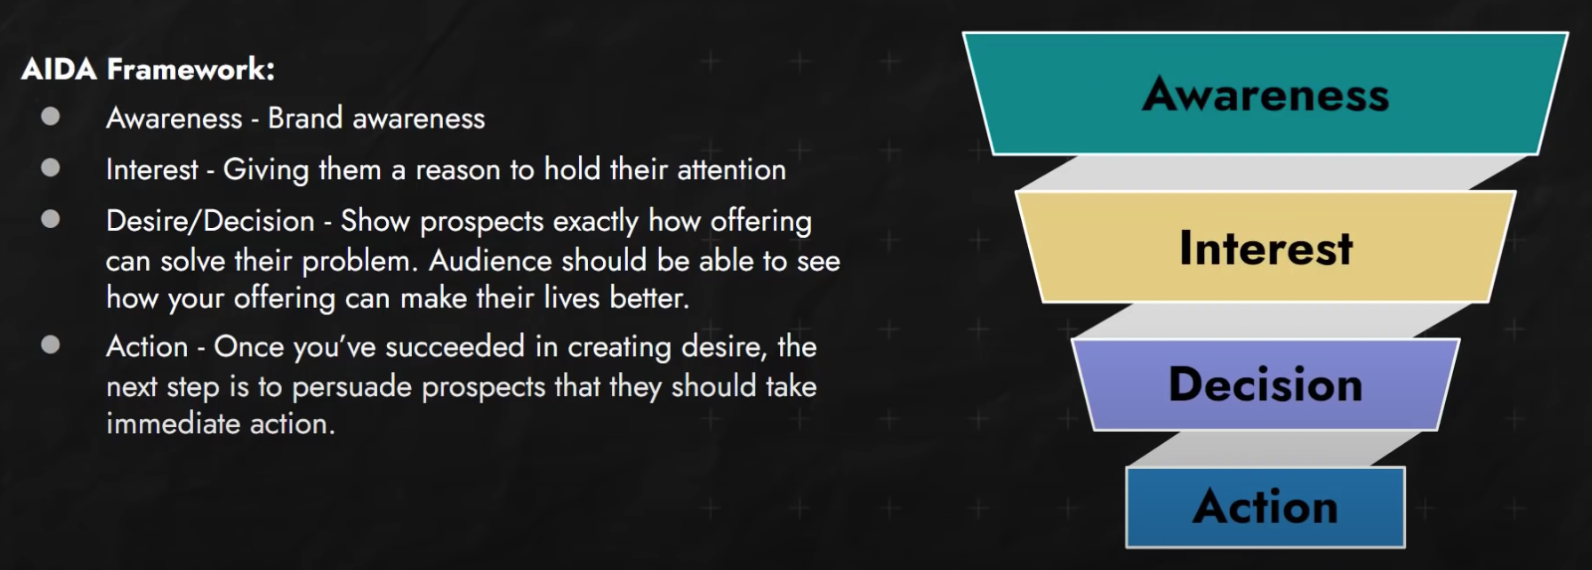 AIDA Framework:
Awareness - Brand awareness
Interest - Giving them a reason to hold their attention
Desire/Decision - Show prospects exactly how offering
can solve their problem. Audience should be able to see
how your offering can make their lives better.
Action - Once you’ve succeeded in creating desire, the
next step is to persuade prospects that they should take
immediate action.
Awareness
Interest
Decision
Action